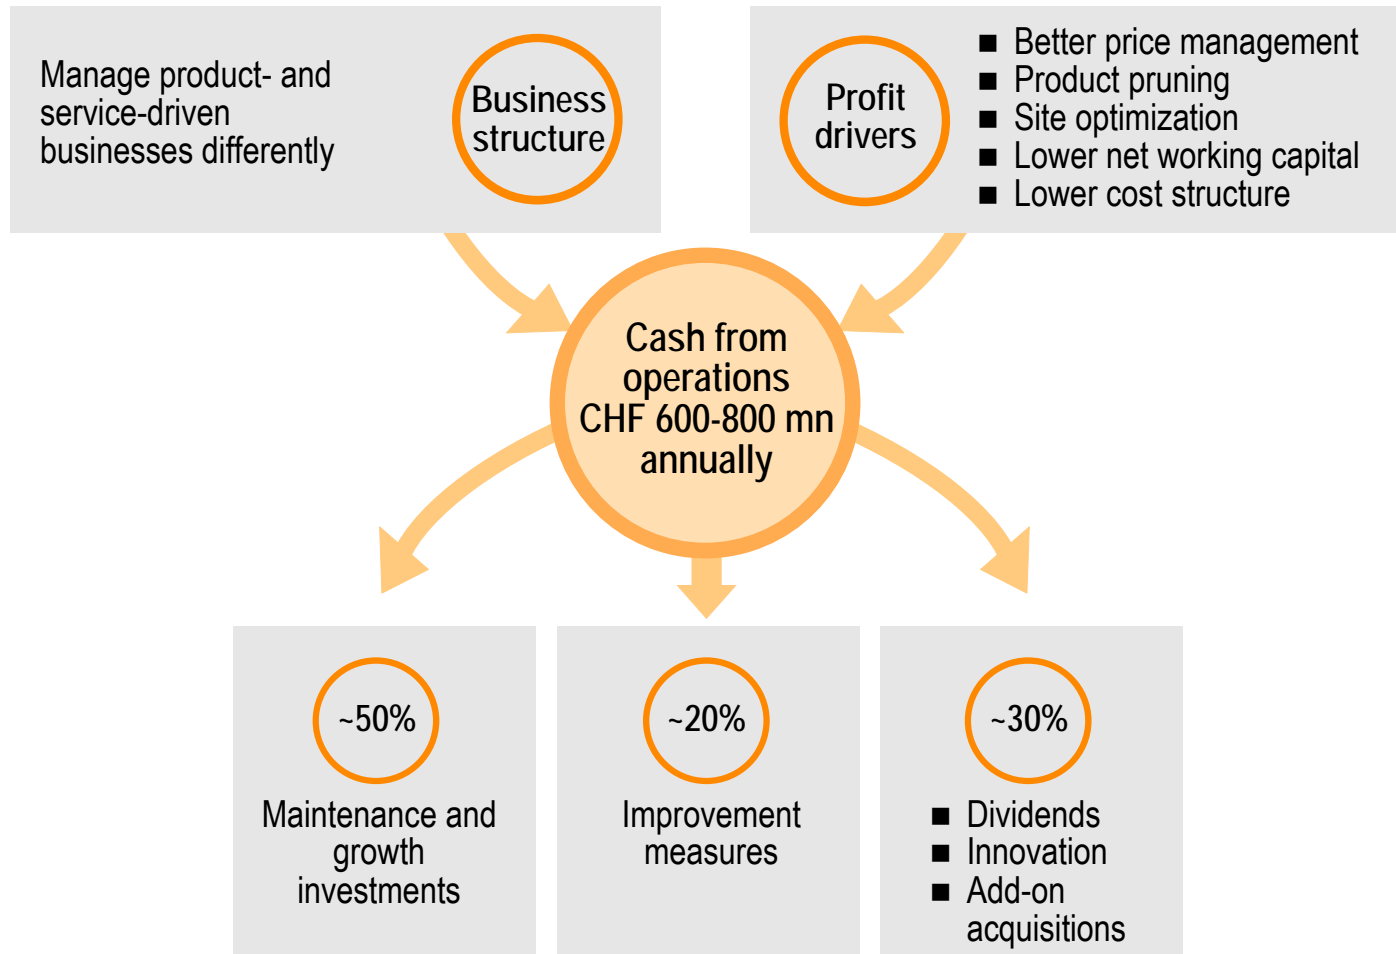 Manage product- and
service-driven
businesses differently
Business
structure
Profit
drivers
■ Better price management
■ Product pruning
■ Site optimization
■ Lower net working capital
■ Lower cost structure
Cash from
operations
CHF 600-800 mn
annually
~50%
Maintenance and
growth
investments
~20%
Improvement
measures
~30%
■ Dividends
■ Innovation
■ Add-on
acquisitions